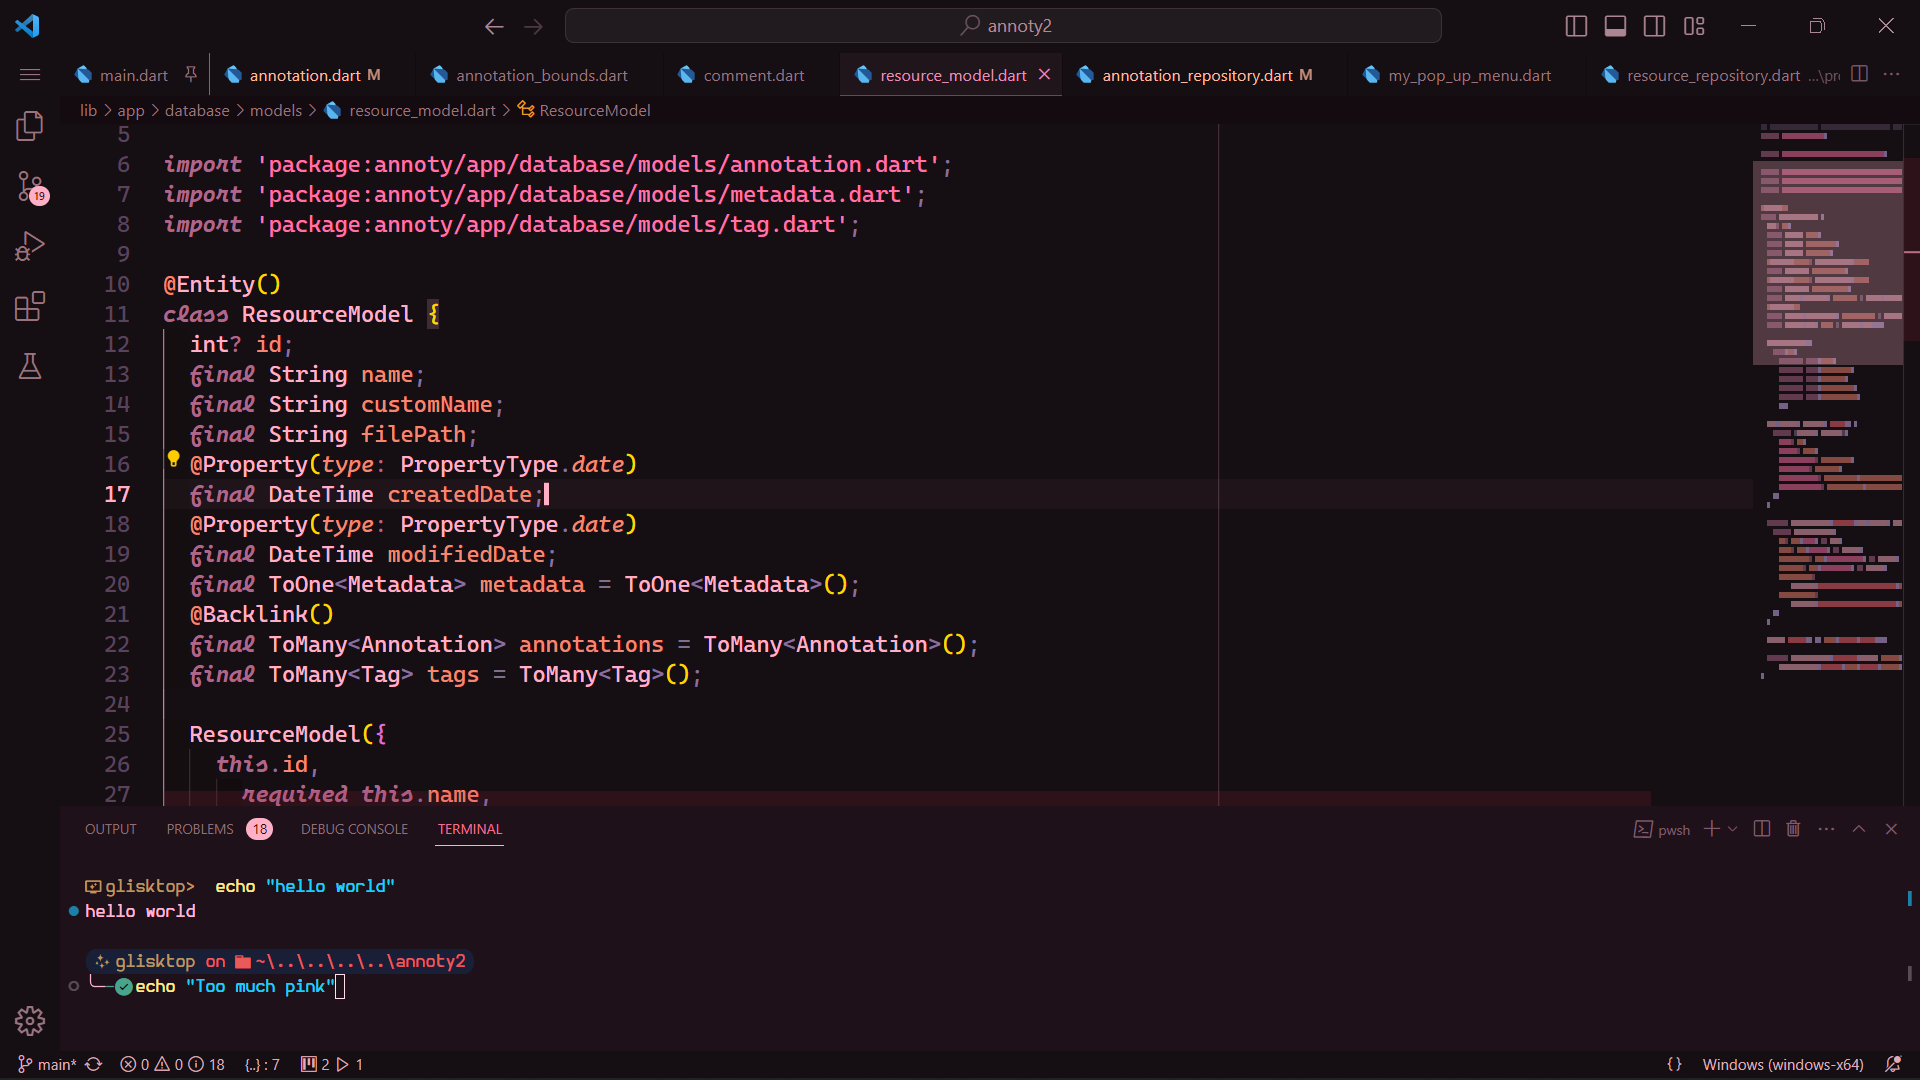 annoty2
main.dart
annotation.dart M
annotation_bounds.dart
comment.dart
resource_model.dart
annotation_repository.dart M
my_pop_up_menu.dart
resource_repository.dart ...\pr
lib > app > database > models > resource_model.dart > ResourceModel
19
5
6 import 'package:annoty/app/database/models/annotation.dart';
7 import 'package:annoty/app/database/models/metadata.dart';
8 import 'package:annoty/app/database/models/tag.dart';
9
10 @Entity()
11 class ResourceModel {
12 int? id;
13 final String name;
14 final String customName;
15 final String filePath;
16 @Property(type: PropertyType.date)
17 final DateTime createdDate;
18 @Property(type: PropertyType.date)
19 final DateTime modifiedDate;
20 final ToOne<Metadata> metadata = ToOne<Metadata>();
21 @Backlink()
22 final ToMany<Annotation> annotations = ToMany<Annotation>();
23 final ToMany<Tag> tags = ToMany<Tag>();
24
25 ResourceModel({
26 this.id,
27 required this.name,
OUTPUT PROBLEMS 18 DEBUG CONSOLE TERMINAL
pwsh
glisktop> echo "hello world"
hello world
glisktop on ~\..\..\..\..\annoty2
echo "Too much pink"
main* 0 0 18 {..} : 7 2 1
{} Windows (windows-x64)